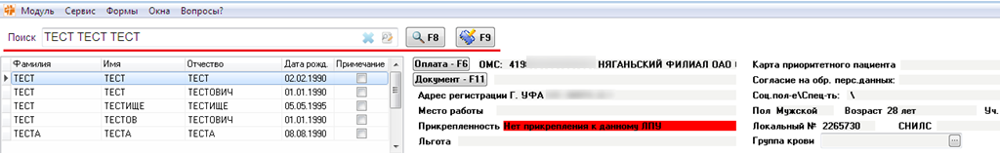 Модуль Сервис Формы Окна Вопросы?
Поиск ТЕСТ ТЕСТ ТЕСТ F8 F9
Фамилия Имя Отчество Дата рожд. Примечание
ТЕСТ ТЕСТ ТЕСТ 02.02.1990
ТЕСТ ТЕСТ ТЕСТОВИЧ 01.01.1990
ТЕСТ ТЕСТИЩЕ ТЕСТИЩЕ 05.05.1995
ТЕСТ ТЕСТОВ ТЕСТОВИЧ 01.01.1990
ТЕСТА ТЕСТА ТЕСТА 08.08.1990
Оплата - F6 ОМС: 419 НЯГАНЬСКИЙ ФИЛИАЛ ОАО
Документ - F11
Адрес регистрации Г. УФА
Место работы
Прикрепленность Нет прикрепления к данному ЛПУ
Льгота
Карта приоритетного пациента
Согласие на обр. перс.данных:
Соц.пол-е\Спец-ть: \
Пол Мужской Возраст 28 лет Уч.
Локальный № 2265730 СНИЛС
Группа крови ...